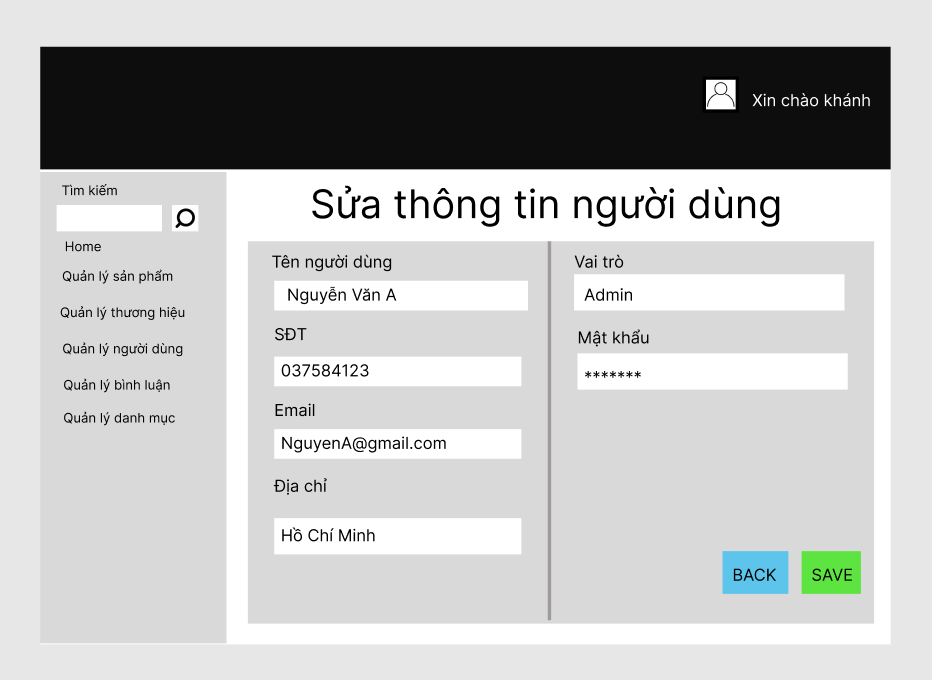 Xin chào khánh
Tìm kiếm
Home
Quản lý sản phẩm
Quản lý thương hiệu
Quản lý người dùng
Quản lý bình luận
Quản lý danh mục
Sửa thông tin người dùng
Tên người dùng
Nguyễn Văn A
SĐT
037584123
Email
NguyenA@gmail.com
Địa chỉ
Hồ Chí Minh
Vai trò
Admin
Mật khẩu
*******
BACK
SAVE